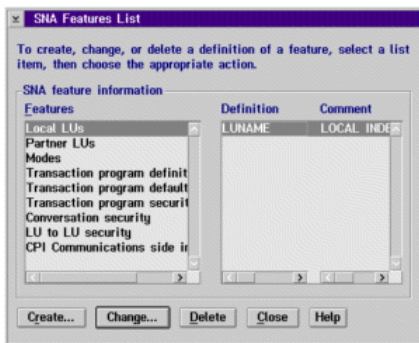 SNA Features List
To create, change, or delete a definition of a feature, select a list
item, then choose the appropriate action.
SNA feature information
Features Definition Comment
Local LUs LUNAME LOCAL INDE
Partner LUs
Modes
Transaction program definit
Transaction program default
Transaction program securit
Conversation security
LU to LU security
CPI Communications side in
Create... Change... Delete Close Help